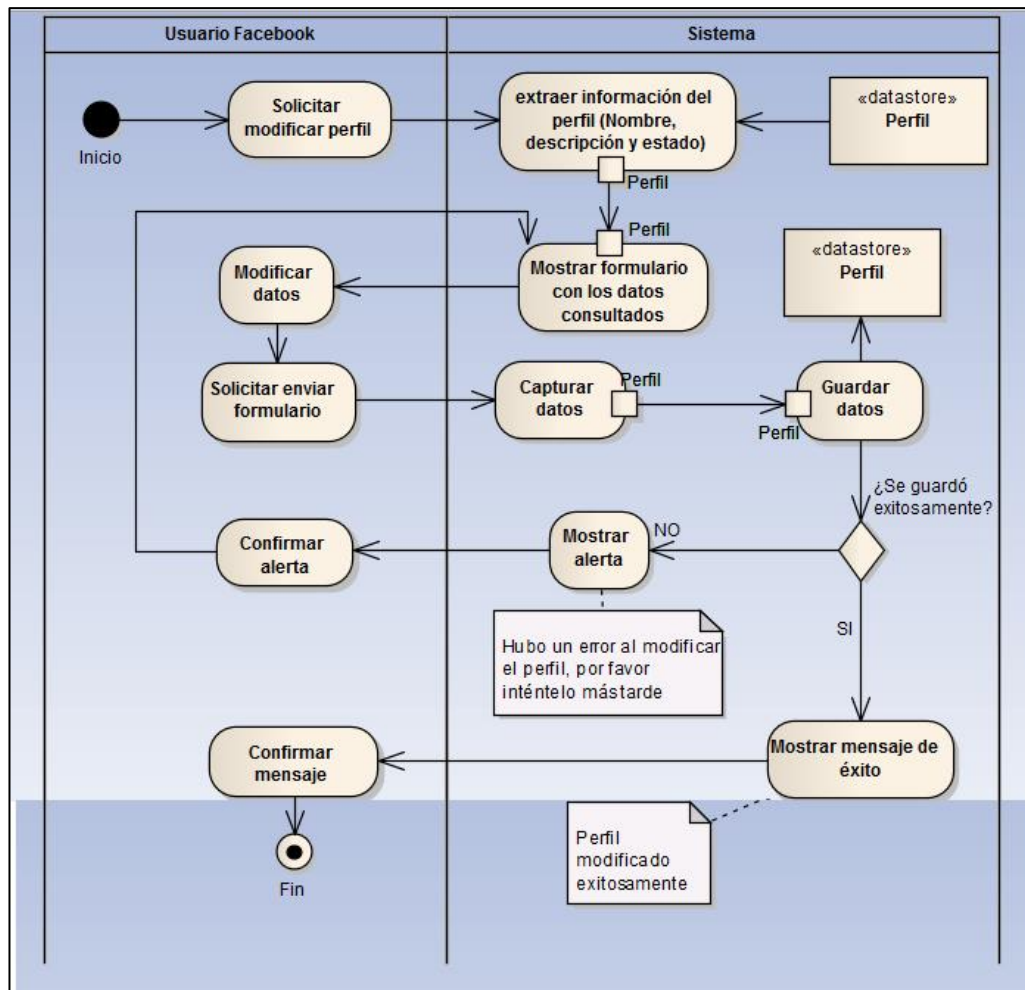 Usuario Facebook
Sistema
Inicio
Solicitar
modificar perfil
extraer información del
perfil (Nombre,
descripción y estado)
«datastore»
Perfil
Perfil
Perfil
Modificar
datos
Mostrar formulario
con los datos
consultados
«datastore»
Perfil
Solicitar enviar
formulario
Capturar
datos
Perfil
Perfil
Guardar
datos
¿Se guardó
exitosamente?
Confirmar
alerta
Mostrar
alerta
NO
SI
Hubo un error al modificar
el perfil, por favor
inténtelo mástarde
Confirmar
mensaje
Mostrar mensaje de
éxito
Perfil
modificado
exitosamente
Fin